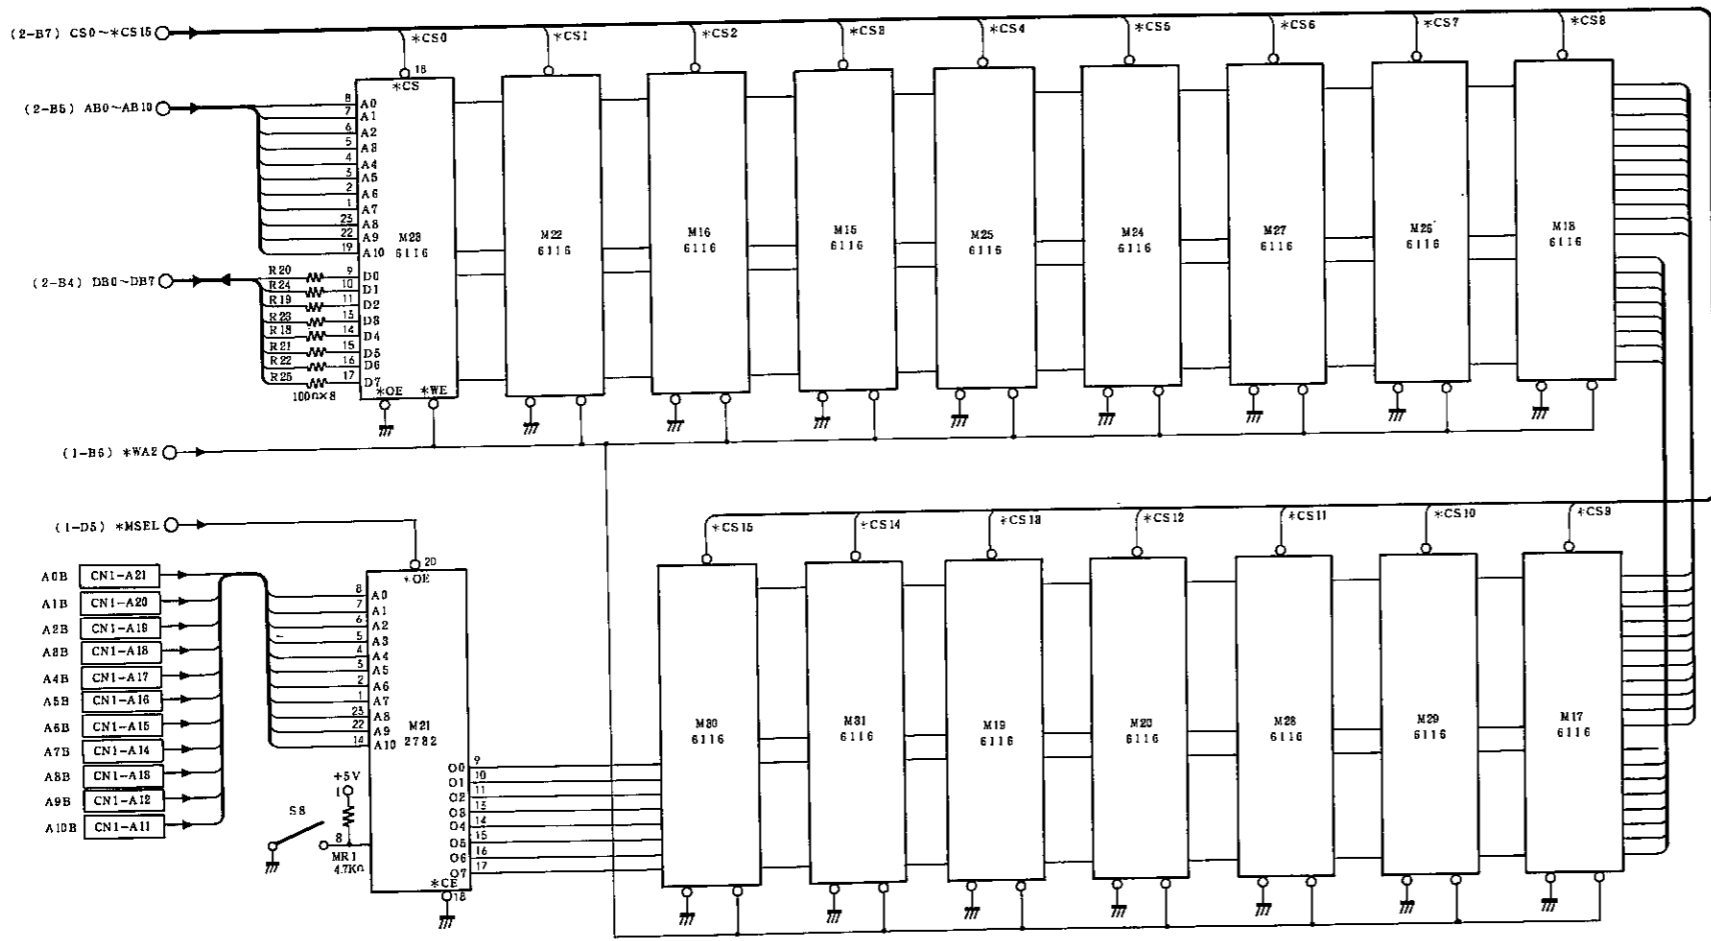 (2-B7) CS0~*CS15
*CS0
*CS1
*CS2
*CS3
*CS4
*CS5
*CS6
*CS7
*CS8
18
*CS
(2-B5) AB0~AB10
8 A0
7 A1
6 A2
5 A3
4 A4
3 A5
2 A6
1 A7
23 A8
22 A9
19 A10
M23
6116
M22
6116
M16
6116
M15
6116
M25
6116
M24
6116
M27
6116
M26
6116
M18
6116
(2-B4) DB0~DB7
R20 9 D0
R24 10 D1
R19 11 D2
R23 13 D3
R18 14 D4
R21 15 D5
R22 16 D6
R25 17 D7
100Ω×8
*OE *WE
(1-B6) *WA2
(1-D5) *MSEL
*CS15
*CS14
*CS13
*CS12
*CS11
*CS10
*CS9
20
*OE
A0B CN1-A21
A1B CN1-A20
A2B CN1-A19
A3B CN1-A18
A4B CN1-A17
A5B CN1-A16
A6B CN1-A15
A7B CN1-A14
A8B CN1-A13
A9B CN1-A12
A10B CN1-A11
8 A0
7 A1
6 A2
5 A3
4 A4
3 A5
2 A6
1 A7
23 A8
22 A9
14 A10
M21
2732
O0 9
O1 10
O2 11
O3 13
O4 14
O5 15
O6 16
O7 17
+5V
1
S8
8
MR1
4.7KΩ
*CE
18
M30
6116
M31
6116
M19
6116
M20
6116
M28
6116
M29
6116
M17
6116